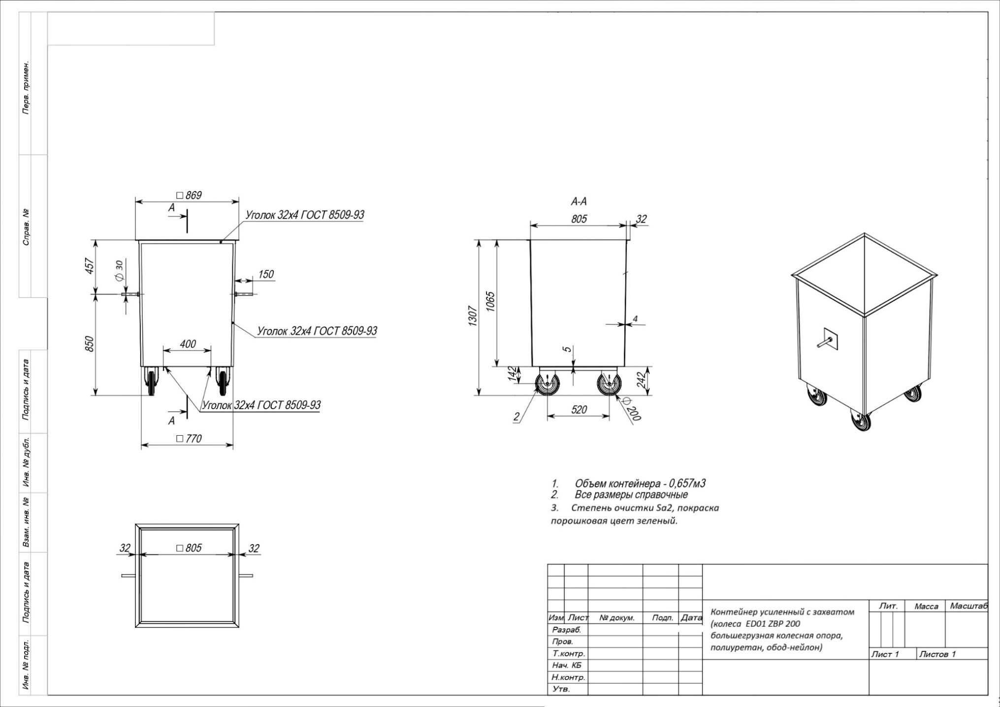 Перв. примен.
Справ. №
Подпись и дата
Инв. № дубл.
Взам. инв. №
Подпись и дата
Инв. № подл.
□ 869
А
Уголок 32х4 ГОСТ 8509-93
457
∅ 30
150
850
Уголок 32х4 ГОСТ 8509-93
400
Уголок 32х4 ГОСТ 8509-93
А
□ 770
32
□ 805
32
А-А
805
32
1307
1065
4
5
142
242
2
520
∅ 200
1. Объем контейнера - 0,657м3
2. Все размеры справочные
3. Степень очистки Sa2, покраска
порошковая цвет зеленый.
Изм Лист № докум. Подп. Дата
Разраб.
Пров.
Т.контр.
Нач. КБ
Н.контр.
Утв.
Контейнер усиленный с захватом
(колеса ED01 ZBP 200
большегрузная колесная опора,
полиуретан, обод-нейлон)
Лит. Масса Масштаб
Лист 1 Листов 1